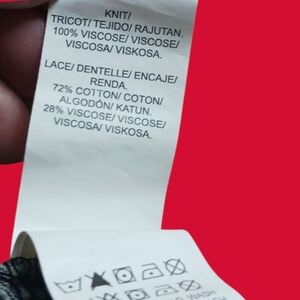 KNIT/
TRICOT/ TEJIDO/ RAJUTAN.
100% VISCOSE/ VISCOSE/
VISCOSA/ VISKOSA.
LACE/ DENTELLE/ ENCAJE/
RENDA.
72% COTTON/ COTON/
ALGODÓN/ KATUN.
28% VISCOSE/ VISCOSE/
VISCOSA/ VISKOSA.